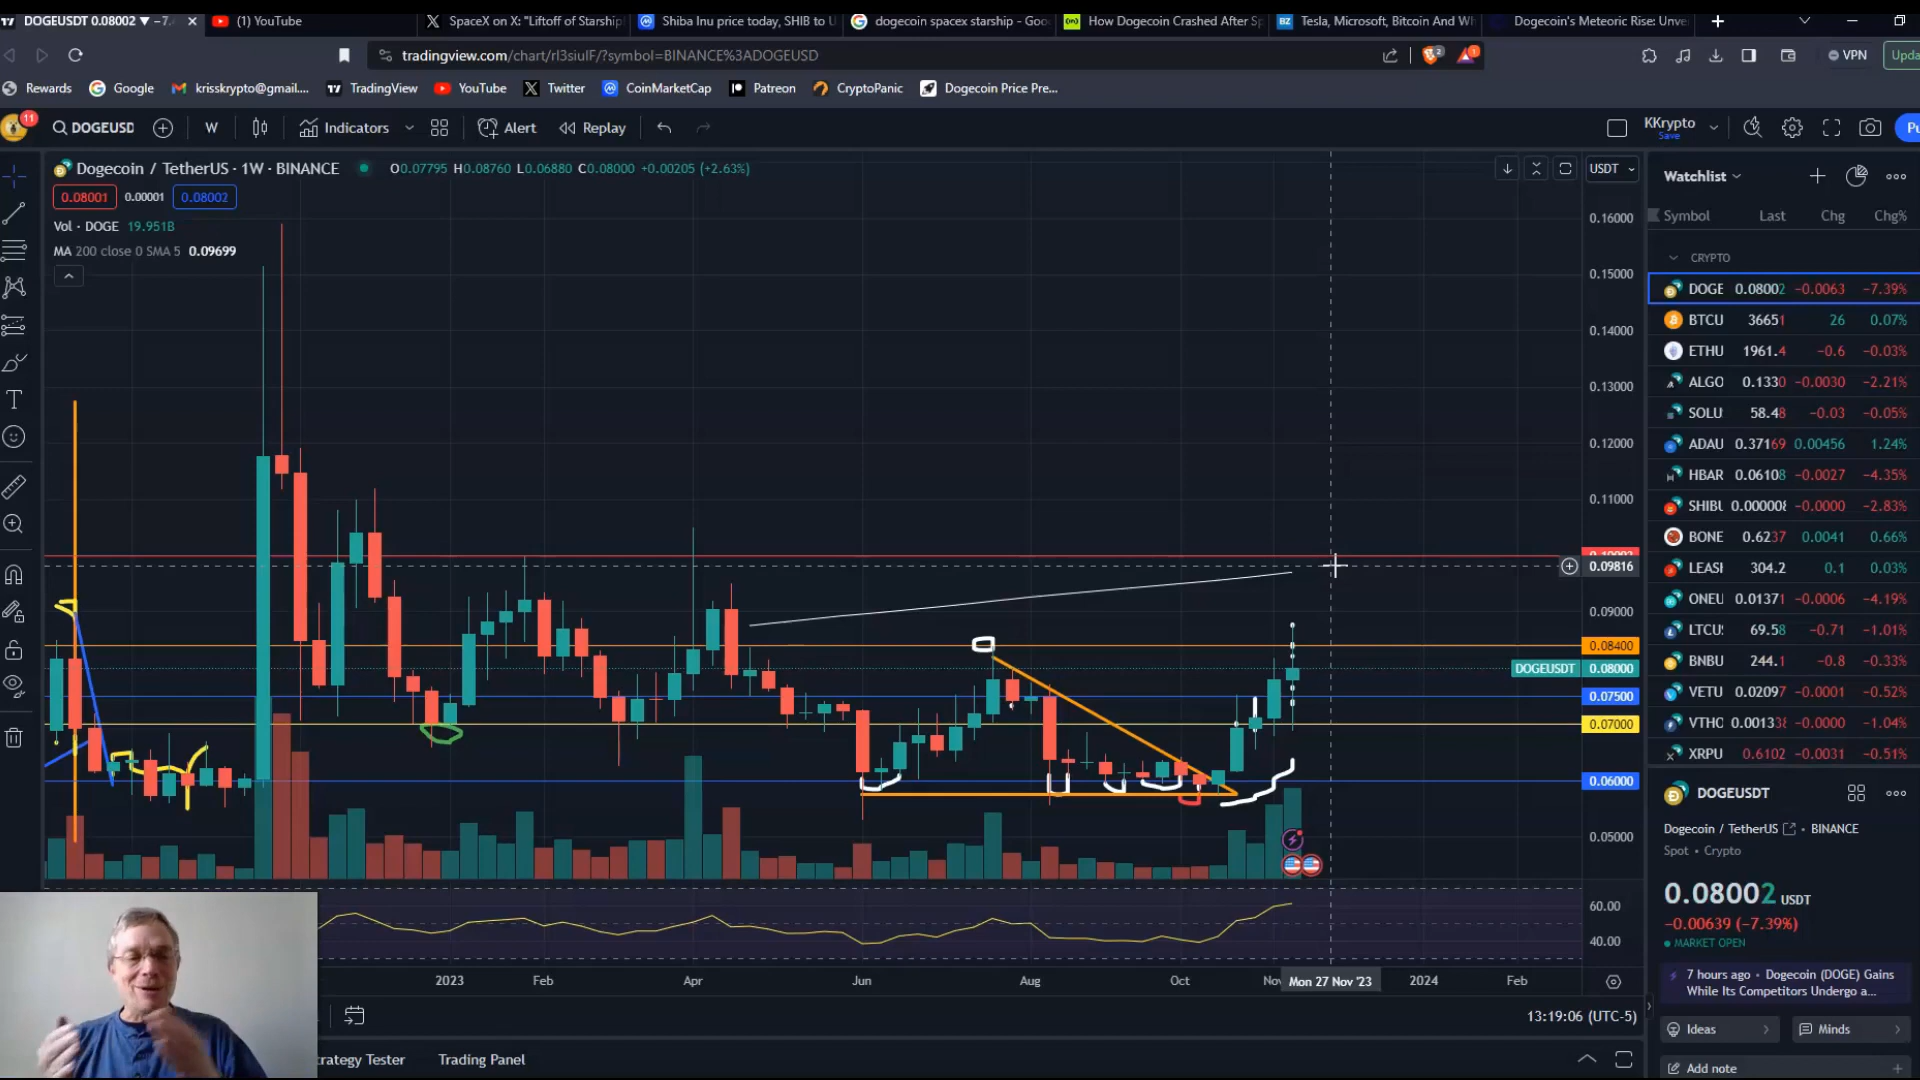 DOGEUSDT 0.08002 ▼ −7.
(1) YouTube
SpaceX on X: "Liftoff of Starship
Shiba Inu price today, SHIB to U
dogecoin spacex starship - Goo
How Dogecoin Crashed After Sp
Tesla, Microsoft, Bitcoin And Wh
Dogecoin's Meteoric Rise: Unve
tradingview.com/chart/rl3siulF/?symbol=BINANCE%3ADOGEUSD
2
1
VPN
Upda
Rewards
Google
krisskrypto@gmail....
TradingView
YouTube
Twitter
CoinMarketCap
Patreon
CryptoPanic
Dogecoin Price Pre...
11
DOGEUSD
W
Indicators
Alert
Replay
KKrypto
Save
Pu
Dogecoin / TetherUS · 1W · BINANCE
O0.07795 H0.08760 L0.06880 C0.08000 +0.00205 (+2.63%)
0.08001
0.00001
0.08002
Vol · DOGE 19.951B
MA 200 close 0 SMA 5 0.09699
USDT
0.16000
0.15000
0.14000
0.13000
0.12000
0.11000
0.09816
0.09000
0.08400
DOGEUSDT 0.08000
0.07500
0.07000
0.06000
0.05000
60.00
40.00
2023
Feb
Apr
Jun
Aug
Oct
Nov
Mon 27 Nov '23
2024
Feb
13:19:06 (UTC-5)
trategy Tester
Trading Panel
Watchlist
Symbol Last Chg Chg%
CRYPTO
DOGE 0.08002 −0.0063 −7.39%
BTCU 36651 26 0.07%
ETHU 1961.4 −0.6 −0.03%
ALGO 0.1330 −0.0030 −2.21%
SOLU 58.48 −0.03 −0.05%
ADAU 0.37169 0.00456 1.24%
HBAR 0.06108 −0.0027 −4.35%
SHIBU 0.000008 −0.0000 −2.83%
BONE 0.6237 0.0041 0.66%
LEASH 304.2 0.1 0.03%
ONEU 0.01371 −0.0006 −4.19%
LTCU 69.58 −0.71 −1.01%
BNBU 244.1 −0.8 −0.33%
VETU 0.02097 −0.0001 −0.52%
VTHO 0.001338 −0.0000 −1.04%
XRPU 0.6102 −0.0031 −0.51%
DOGEUSDT
Dogecoin / TetherUS • BINANCE
Spot • Crypto
0.08002 USDT
−0.00639 (−7.39%)
MARKET OPEN
7 hours ago • Dogecoin (DOGE) Gains
While Its Competitors Undergo a...
Ideas
Minds
Add note